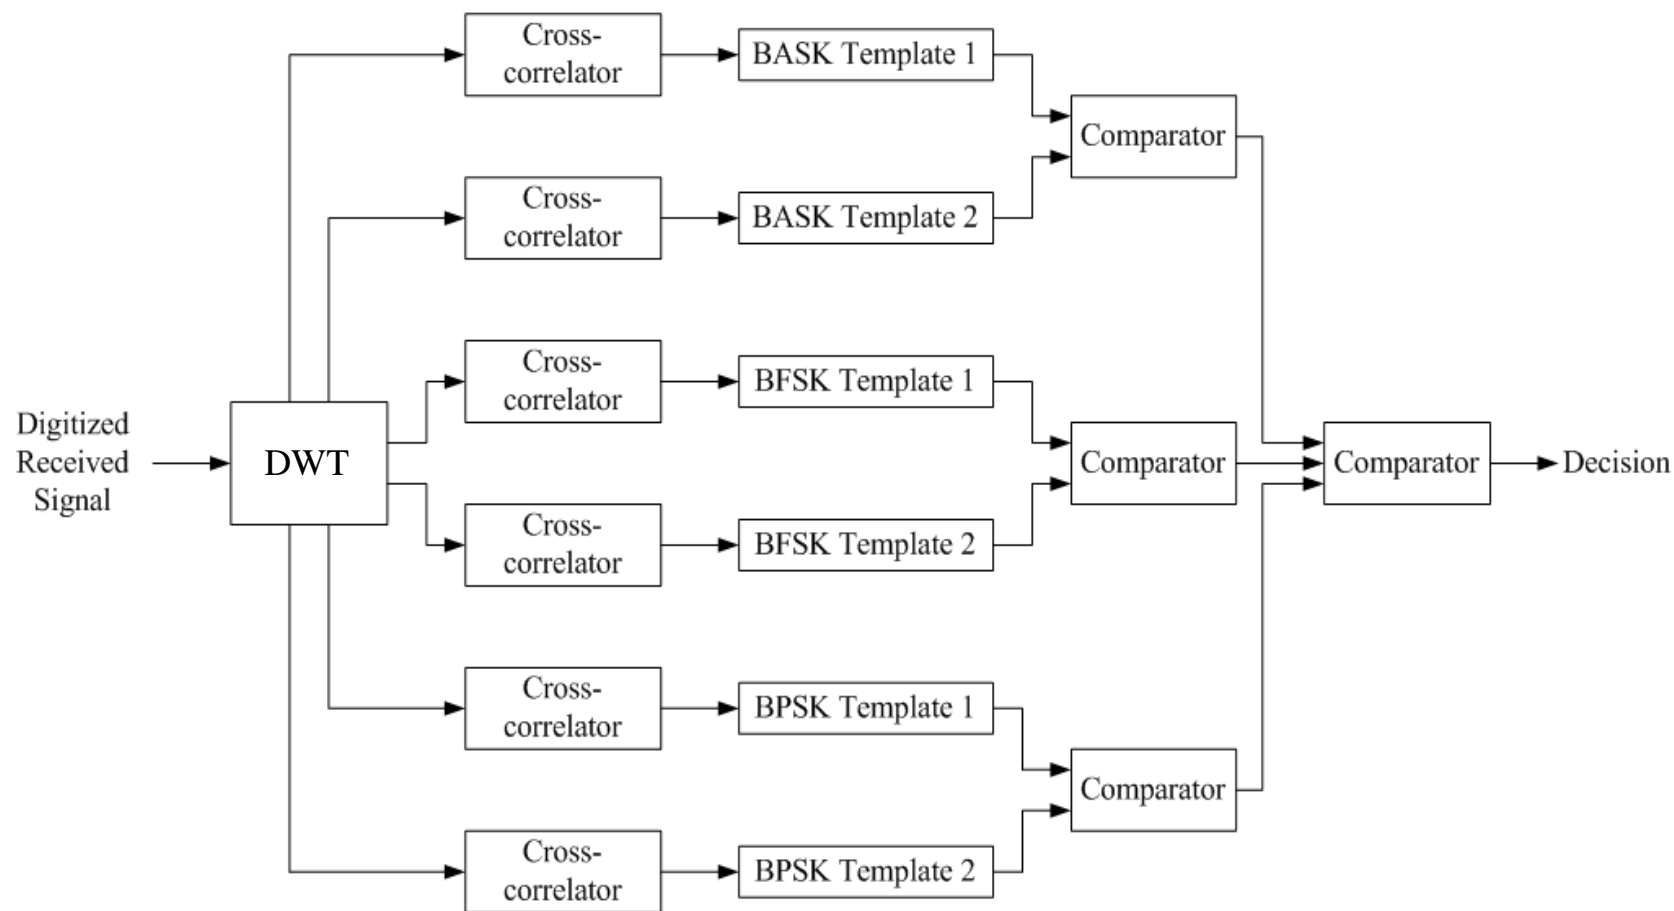 Cross-
correlator
BASK Template 1
Comparator
Cross-
correlator
BASK Template 2
Cross-
correlator
BFSK Template 1
Digitized
Received
Signal
DWT
Comparator
Comparator
Decision
Cross-
correlator
BFSK Template 2
Cross-
correlator
BPSK Template 1
Comparator
Cross-
correlator
BPSK Template 2